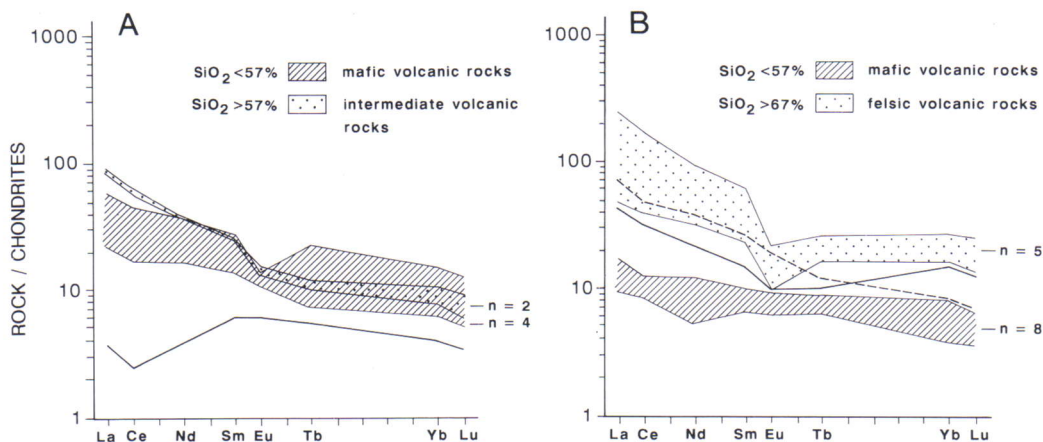 A
SiO2 <57% mafic volcanic rocks
SiO2 >57% intermediate volcanic
rocks
ROCK / CHONDRITES
1000
100
10
1
n = 2
n = 4
La Ce Nd Sm Eu Tb Yb Lu
B
SiO2 <57% mafic volcanic rocks
SiO2 >67% felsic volcanic rocks
1000
100
10
1
n = 5
n = 8
La Ce Nd Sm Eu Tb Yb Lu